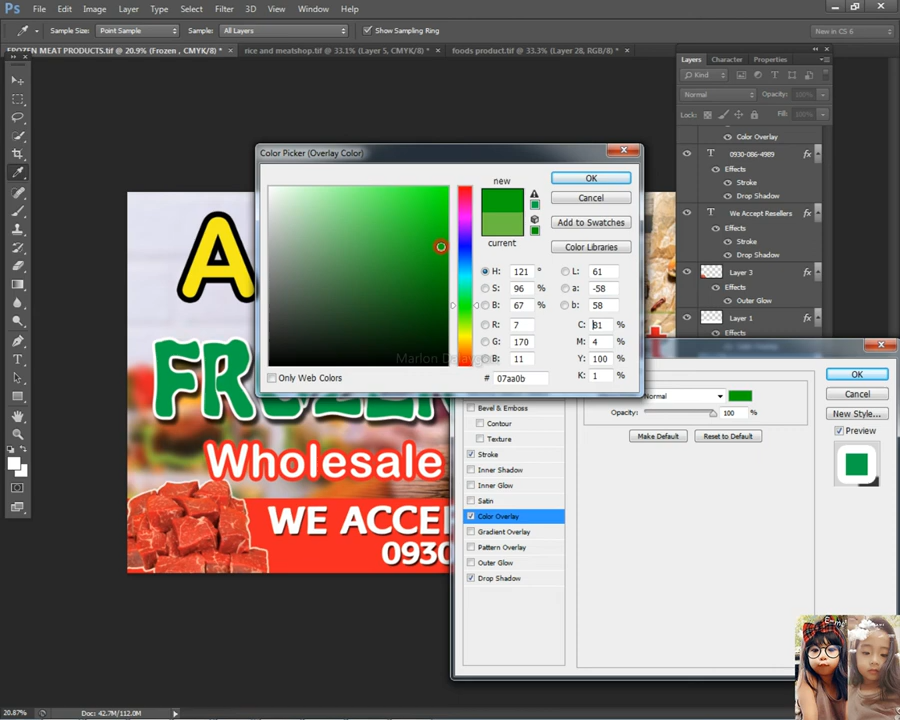 Ps File Edit Image Layer Type Select Filter 3D View Window Help
Sample Size: Point Sample Sample: All Layers Show Sampling Ring New in CS 6
FROZEN MEAT PRODUCTS.tif @ 20.9% (Frozen , CMYK/8) * × rice and meatshop.tif @ 33.1% (Layer 5, CMYK/8) * × foods product.tif @ 33.3% (Layer 28, RGB/8) * ×
Layers Character Properties
Kind
Normal Opacity: 100%
Lock: Fill: 100%
Color Overlay
T 0930-086-4989 fx
Effects
Stroke
Drop Shadow
T We Accept Resellers fx
Effects
Stroke
Drop Shadow
Layer 3
Effects
Outer Glow
Layer 1 fx
Effects
Color Picker (Overlay Color)
new
current
OK
Cancel
Add to Swatches
Color Libraries
H: 121 °
S: 96 %
B: 67 %
R: 7
G: 170
B: 11
# 07aa0b
L: 61
a: -58
b: 58
C: 81 %
M: 4 %
Y: 100 %
K: 1 %
Only Web Colors
A
FROZEN
Wholesale
WE ACCE
0930
Normal
Opacity: 100 %
Make Default Reset to Default
Bevel & Emboss
Contour
Texture
Stroke
Inner Shadow
Inner Glow
Satin
Color Overlay
Gradient Overlay
Pattern Overlay
Outer Glow
Drop Shadow
OK
Cancel
New Style...
Preview
20.87% Doc: 42.7M/112.0M